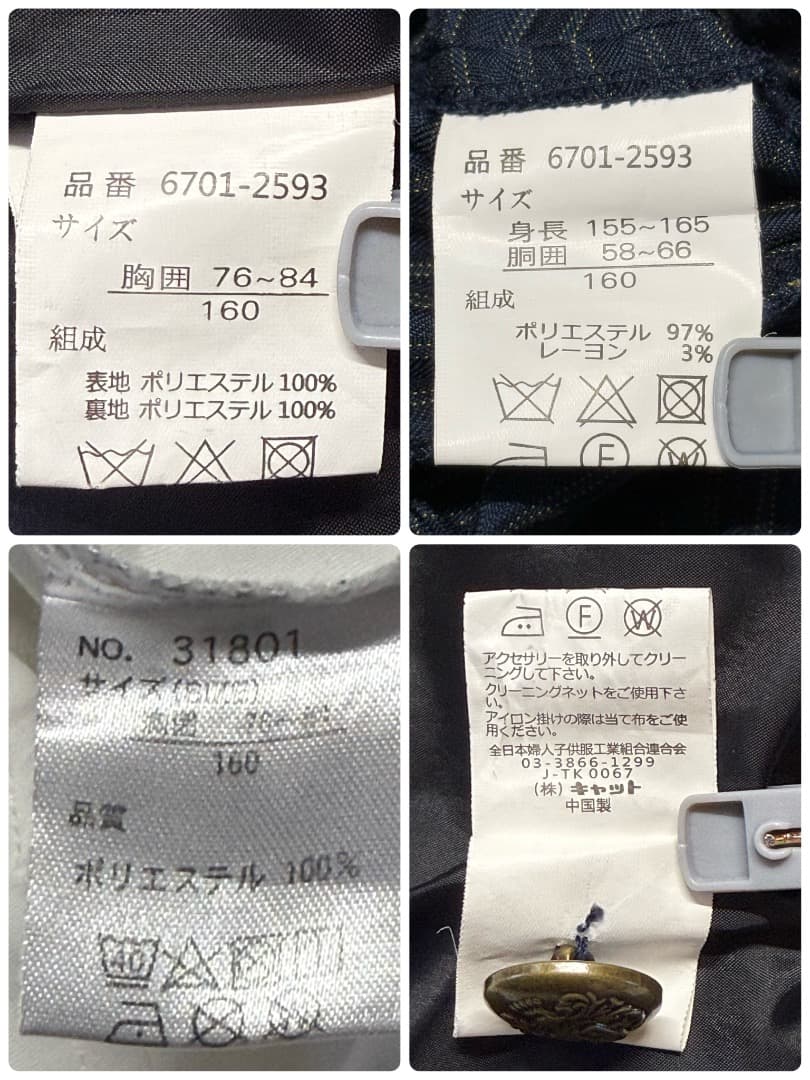 品番 6701-2593
サイズ
胸囲 76~84
160
組成
表地 ポリエステル 100%
裏地 ポリエステル 100%
品番 6701-2593
サイズ
身長 155~165
胴囲 58~66
160
組成
ポリエステル 97%
レーヨン 3%
F
W
NO. 31801
サイズ(SIZE)
160
品質
ポリエステル 100%
40
F
W
アクセサリーを取り外してクリー
ニングして下さい。
クリーニングネットをご使用下さ
い。
アイロン掛けの際は当て布をご使
用ください。
全日本婦人子供服工業組合連合会
03-3866-1299
J-TK0067
(株) キャット
中国製